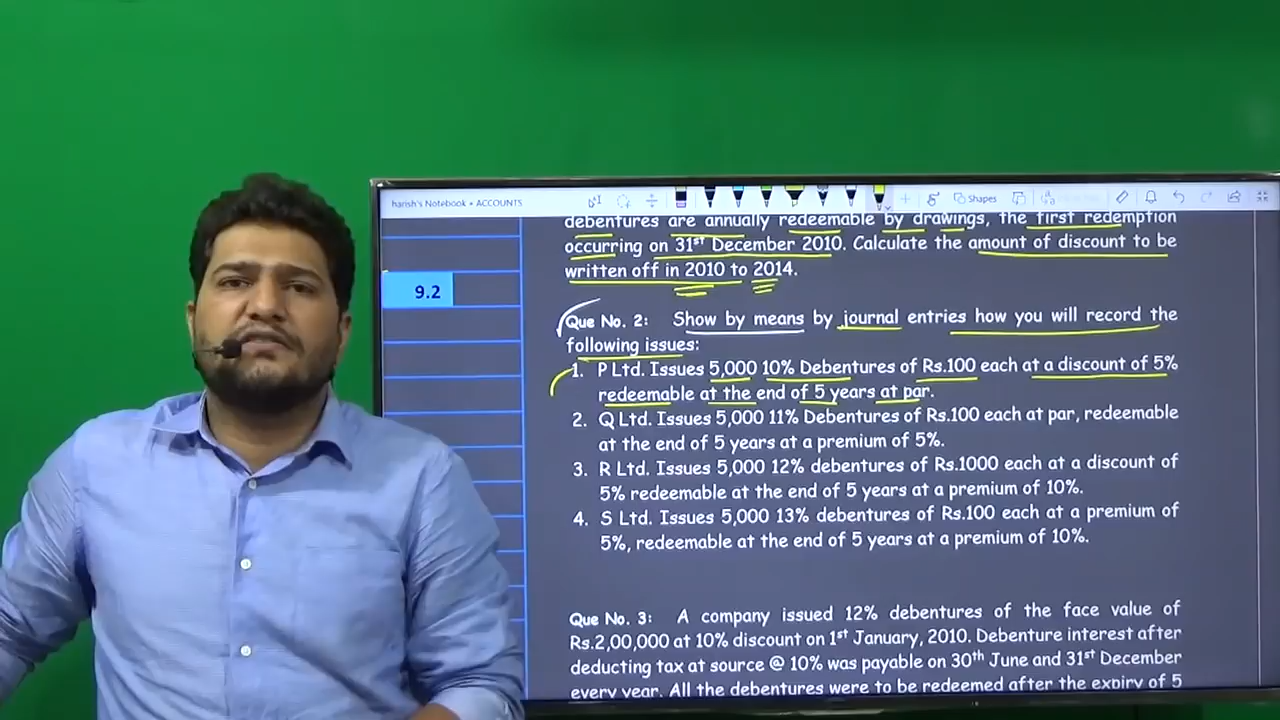 harish's Notebook • ACCOUNTS
Shapes
9.2
debentures are annually redeemable by drawings, the first redemption
occurring on 31st December 2010. Calculate the amount of discount to be
written off in 2010 to 2014.
Que No. 2: Show by means by journal entries how you will record the
following issues:
1. P Ltd. Issues 5,000 10% Debentures of Rs.100 each at a discount of 5%
redeemable at the end of 5 years at par.
2. Q Ltd. Issues 5,000 11% Debentures of Rs.100 each at par, redeemable
at the end of 5 years at a premium of 5%.
3. R Ltd. Issues 5,000 12% debentures of Rs.1000 each at a discount of
5% redeemable at the end of 5 years at a premium of 10%.
4. S Ltd. Issues 5,000 13% debentures of Rs.100 each at a premium of
5%, redeemable at the end of 5 years at a premium of 10%.
Que No. 3: A company issued 12% debentures of the face value of
Rs.2,00,000 at 10% discount on 1st January, 2010. Debenture interest after
deducting tax at source @ 10% was payable on 30th June and 31st December
every year. All the debentures were to be redeemed after the expiry of 5